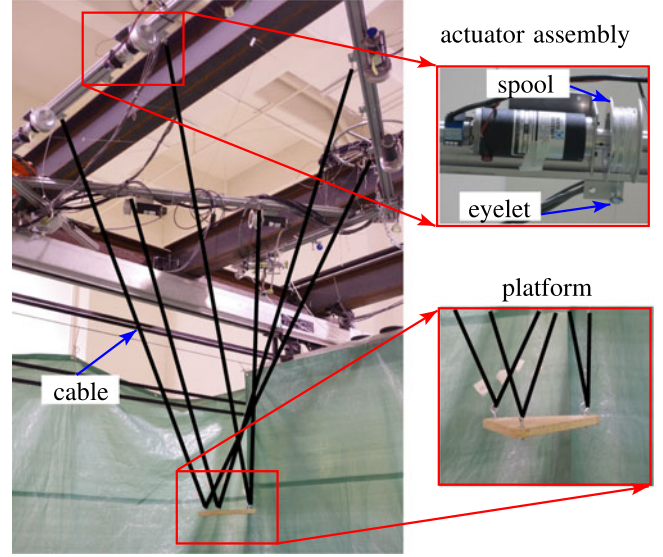 actuator assembly
spool
eyelet
platform
cable